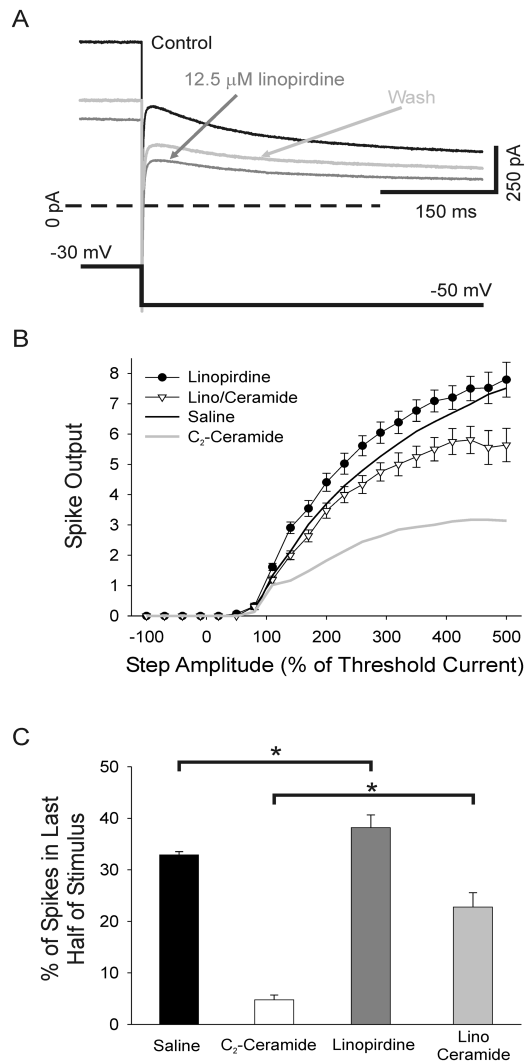 A
Control
12.5 μM linopirdine
Wash
250 pA
150 ms
0 pA
-30 mV
-50 mV
B
8
7
6
5
4
3
2
1
0
Linopirdine
Lino/Ceramide
Saline
C2-Ceramide
Spike Output
-100 0 100 200 300 400 500
Step Amplitude (% of Threshold Current)
C
50
40
30
20
10
0
* *
% of Spikes in Last
Half of Stimulus
Saline C2-Ceramide Linopirdine Lino
Ceramide